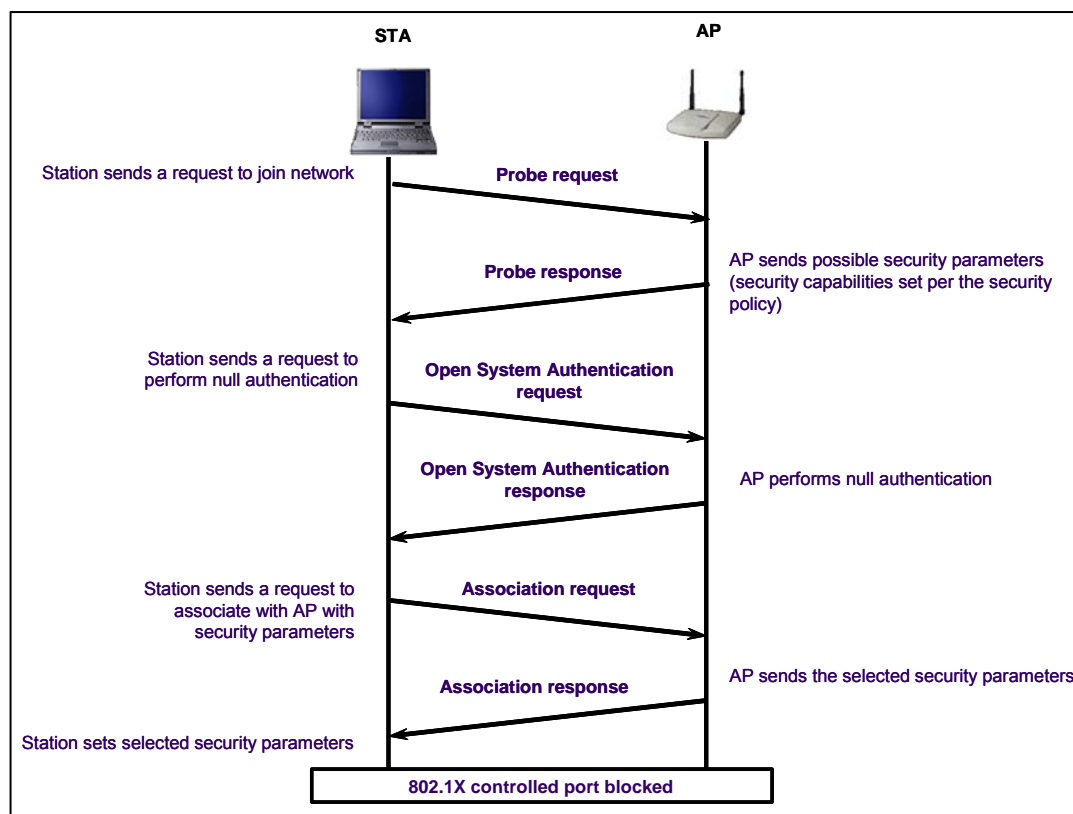 STA
AP
Station sends a request to join network
Probe request
Probe response
AP sends possible security parameters
(security capabilities set per the security
policy)
Station sends a request to
perform null authentication
Open System Authentication
request
Open System Authentication
response
AP performs null authentication
Station sends a request to
associate with AP with
security parameters
Association request
Association response
AP sends the selected security parameters
Station sets selected security parameters
802.1X controlled port blocked